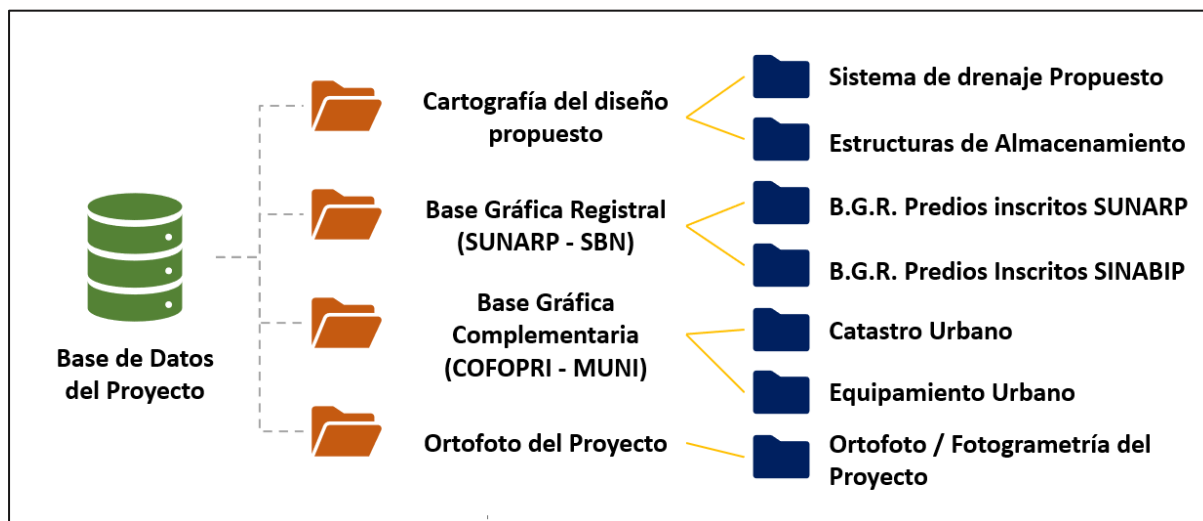 Base de Datos
del Proyecto
Cartografía del diseño
propuesto
Sistema de drenaje Propuesto
Estructuras de Almacenamiento
Base Gráfica Registral
(SUNARP - SBN)
B.G.R. Predios inscritos SUNARP
B.G.R. Predios Inscritos SINABIP
Base Gráfica
Complementaria
(COFOPRI - MUNI)
Catastro Urbano
Equipamiento Urbano
Ortofoto del Proyecto
Ortofoto / Fotogrametría del
Proyecto